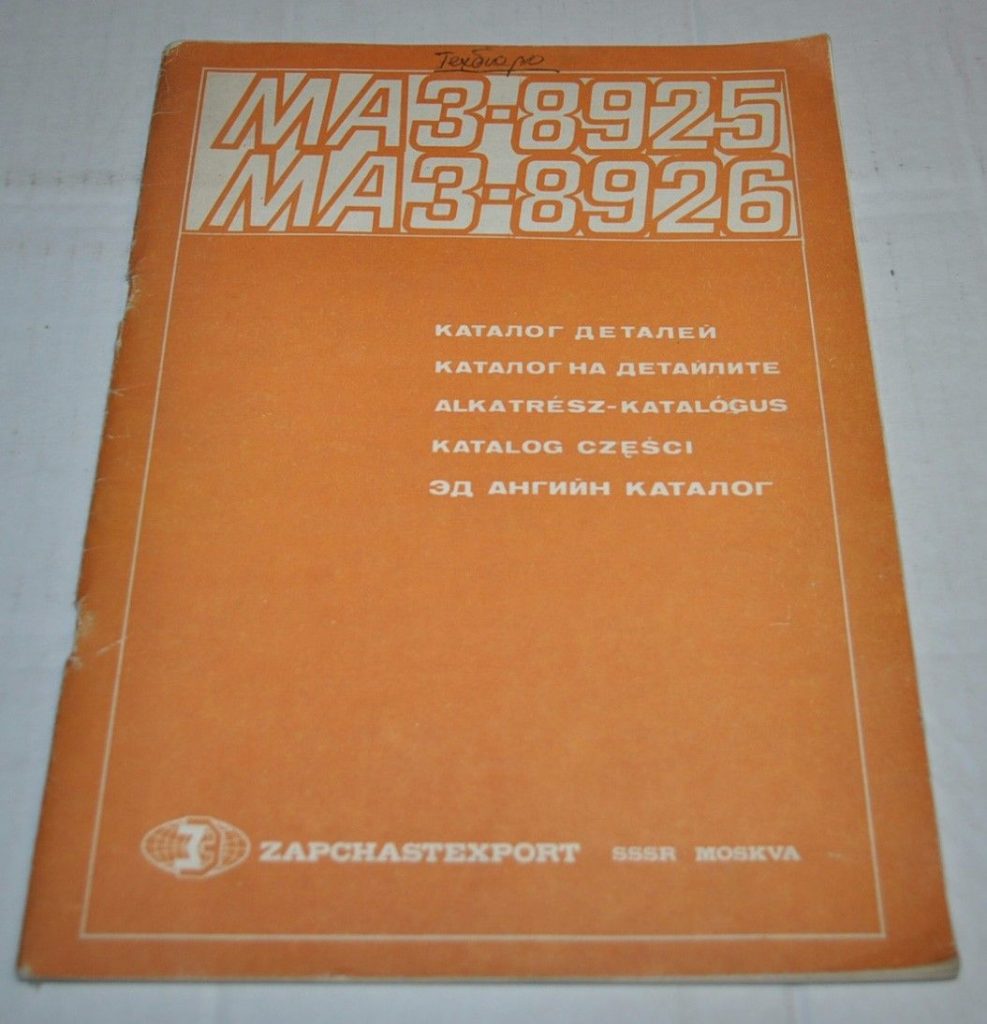 Техбюро
МАЗ-8925
МАЗ-8926
КАТАЛОГ ДЕТАЛЕЙ
КАТАЛОГ НА ДЕТАЙЛИТЕ
ALKATRÉSZ-KATALÓGUS
KATALOG CZĘŚCI
ЭД АНГИЙН КАТАЛОГ
ZAPCHASTEXPORT SSSR MOSKVA